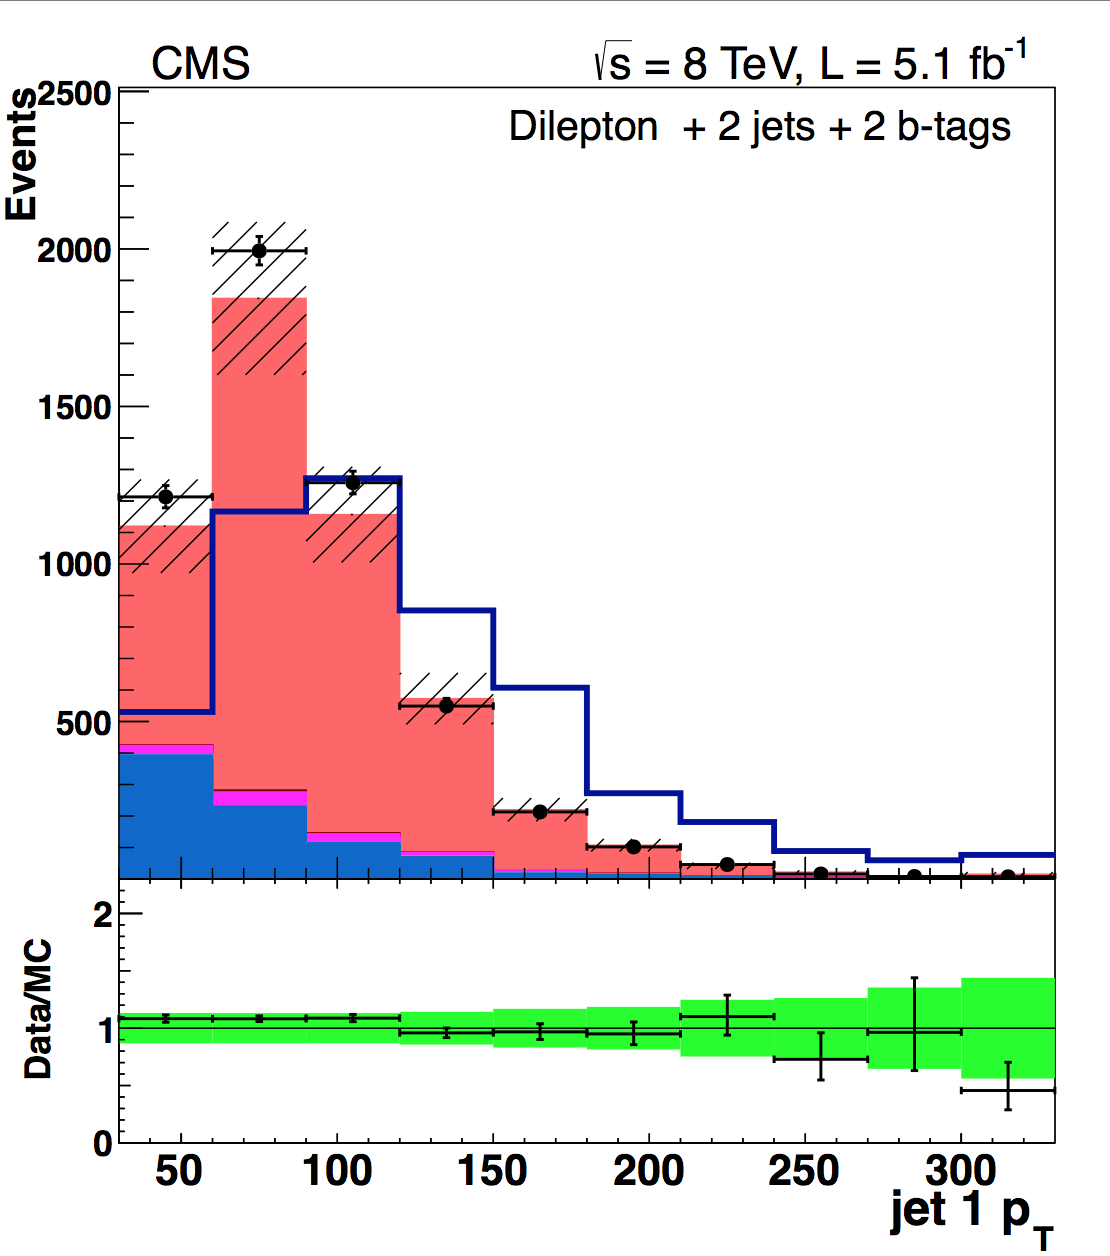 CMS √s = 8 TeV, L = 5.1 fb⁻¹
Dilepton + 2 jets + 2 b-tags
Events
2500
2000
1500
1000
500
Data/MC
2
1
0
50 100 150 200 250 300
jet 1 p_T